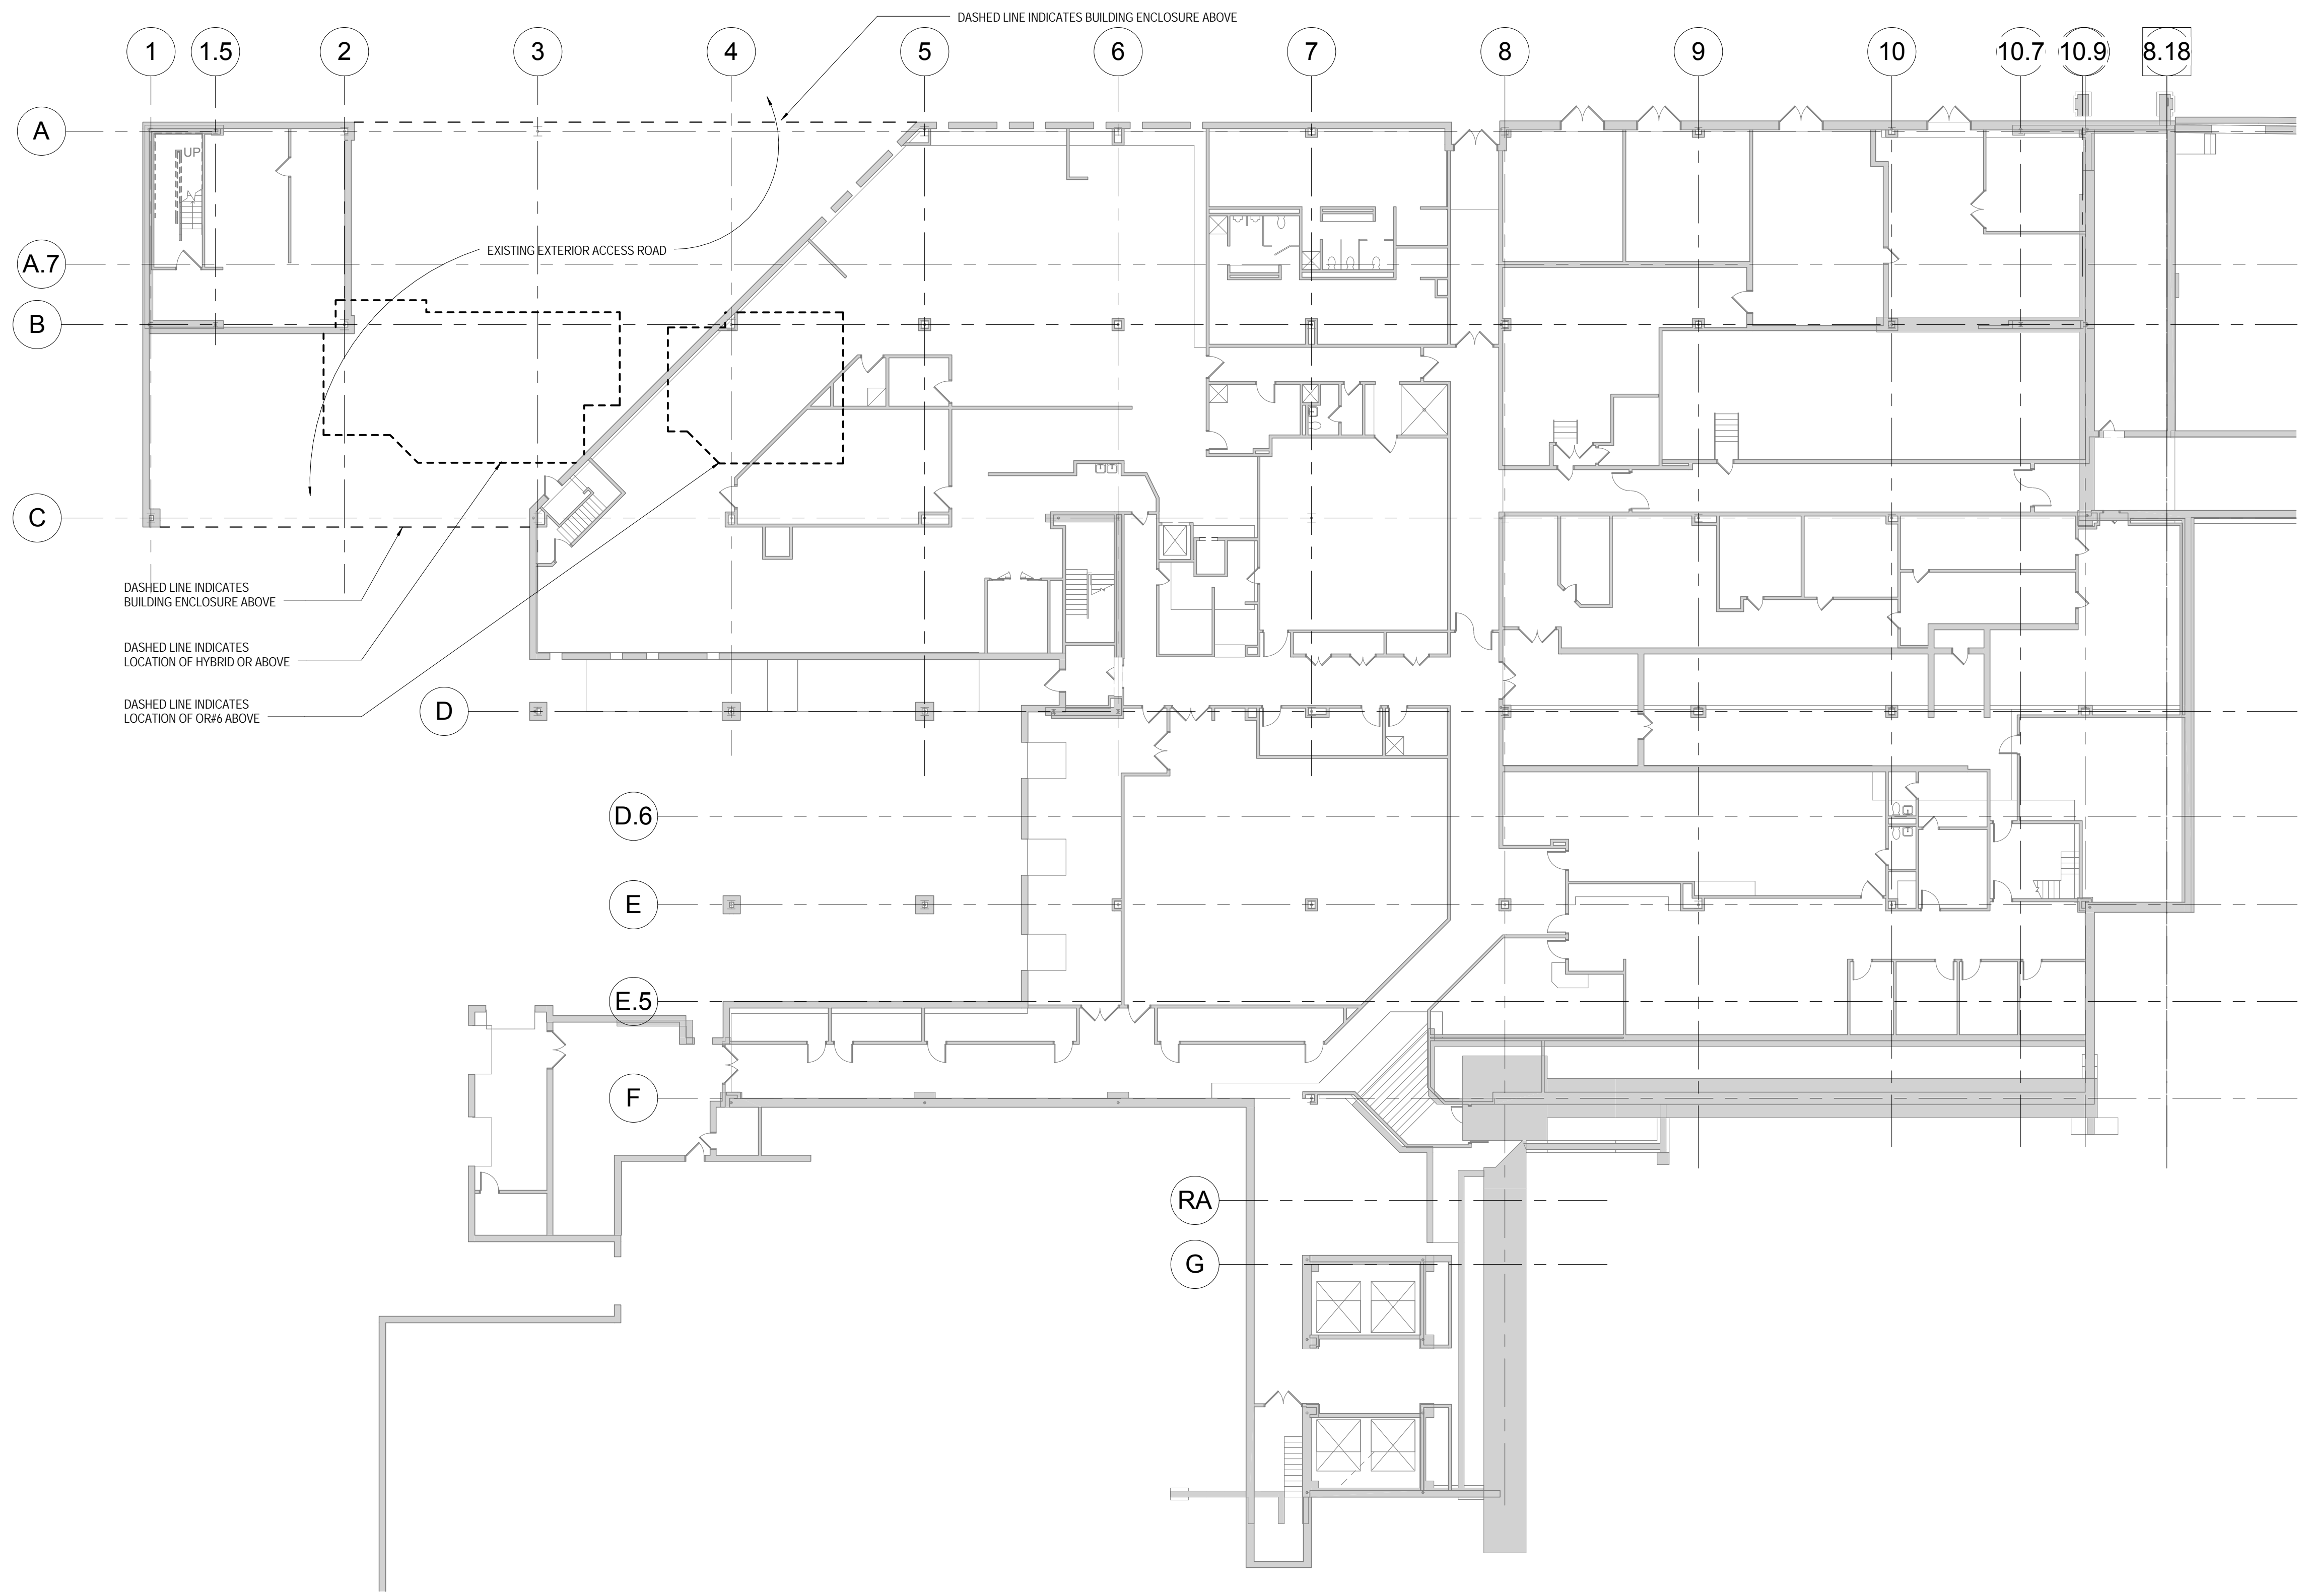 DASHED LINE INDICATES BUILDING ENCLOSURE ABOVE
1 1.5 2 3 4 5 6 7 8 9 10 10.7 10.9 8.18
A
UP
EXISTING EXTERIOR ACCESS ROAD
A.7
B
C
DASHED LINE INDICATES
BUILDING ENCLOSURE ABOVE
DASHED LINE INDICATES
LOCATION OF HYBRID OR ABOVE
DASHED LINE INDICATES
LOCATION OF OR#6 ABOVE
D
D.6
E
E.5
F
RA
G